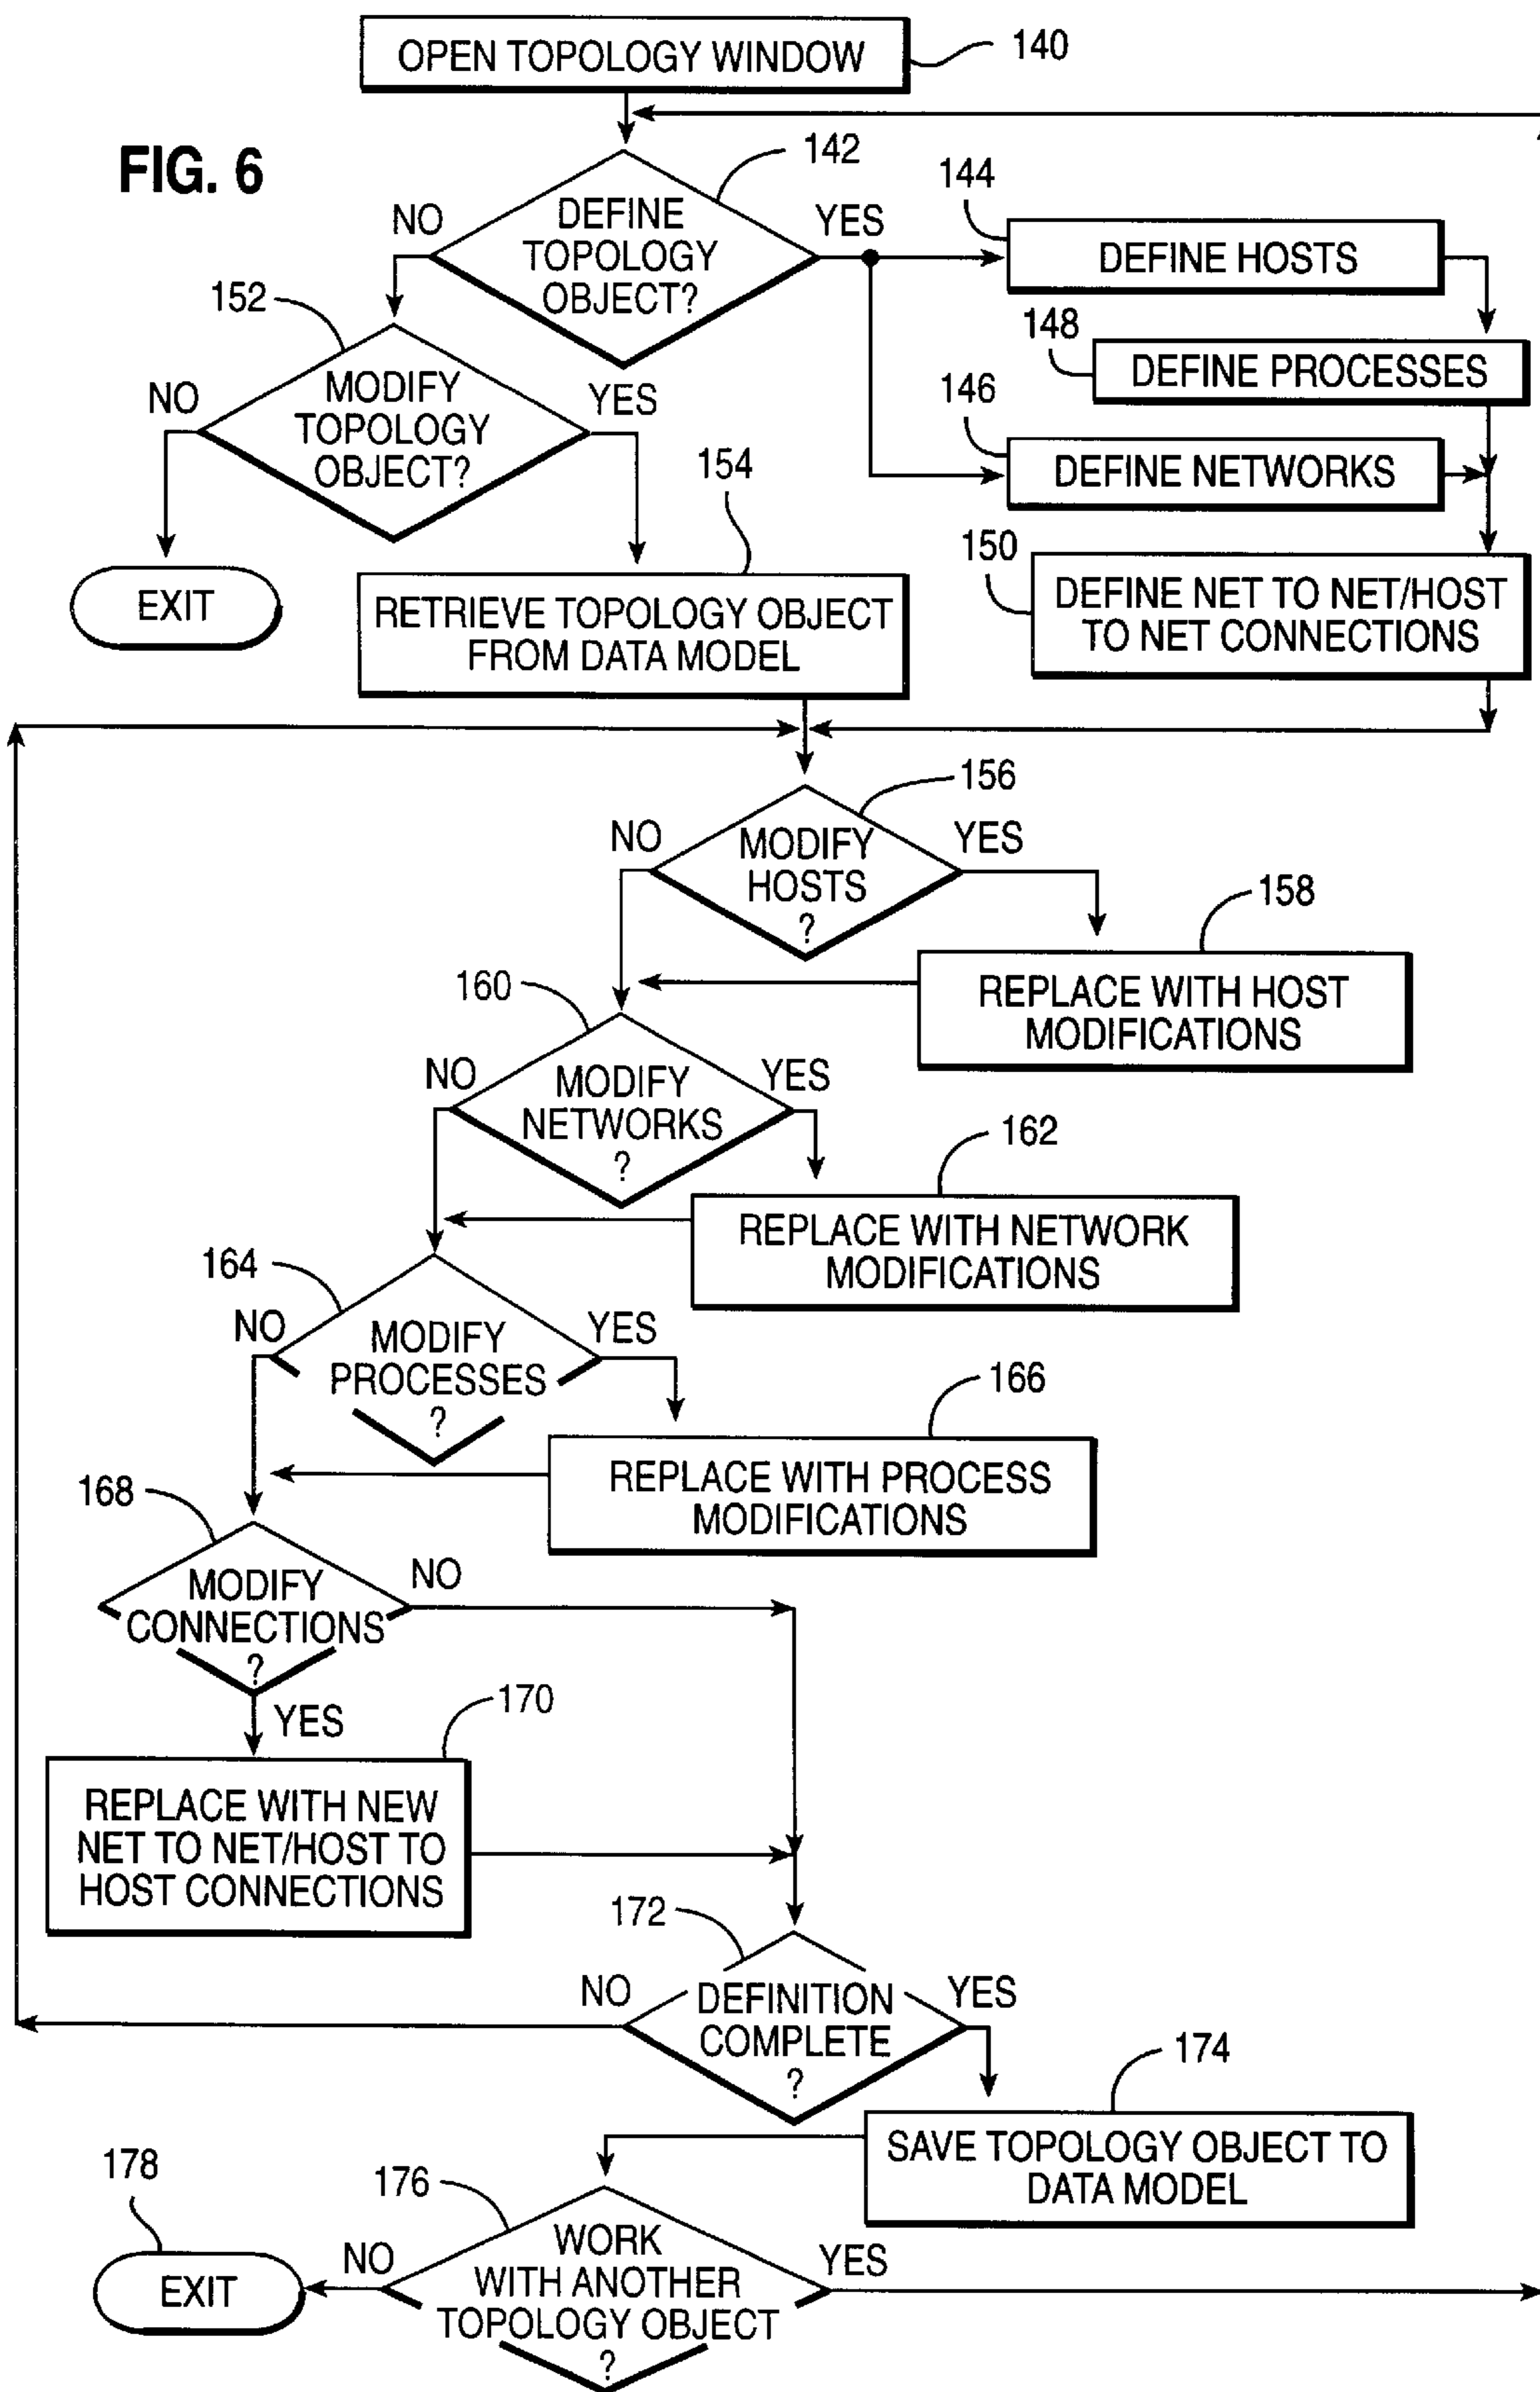 OPEN TOPOLOGY WINDOW
140
FIG. 6
142
NO
DEFINE
TOPOLOGY
OBJECT?
YES
144
DEFINE HOSTS
152
148
DEFINE PROCESSES
NO
MODIFY
TOPOLOGY
OBJECT?
YES
146
DEFINE NETWORKS
154
150
EXIT
RETRIEVE TOPOLOGY OBJECT
FROM DATA MODEL
DEFINE NET TO NET/HOST
TO NET CONNECTIONS
156
NO
MODIFY
HOSTS
?
YES
158
REPLACE WITH HOST
MODIFICATIONS
160
NO
MODIFY
NETWORKS
?
YES
162
REPLACE WITH NETWORK
MODIFICATIONS
164
NO
MODIFY
PROCESSES
?
YES
166
REPLACE WITH PROCESS
MODIFICATIONS
168
MODIFY
CONNECTIONS
?
NO
YES
170
REPLACE WITH NEW
NET TO NET/HOST TO
HOST CONNECTIONS
172
NO
DEFINITION
COMPLETE
?
YES
174
SAVE TOPOLOGY OBJECT TO
DATA MODEL
178
176
EXIT
NO
WORK
WITH ANOTHER
TOPOLOGY OBJECT
?
YES